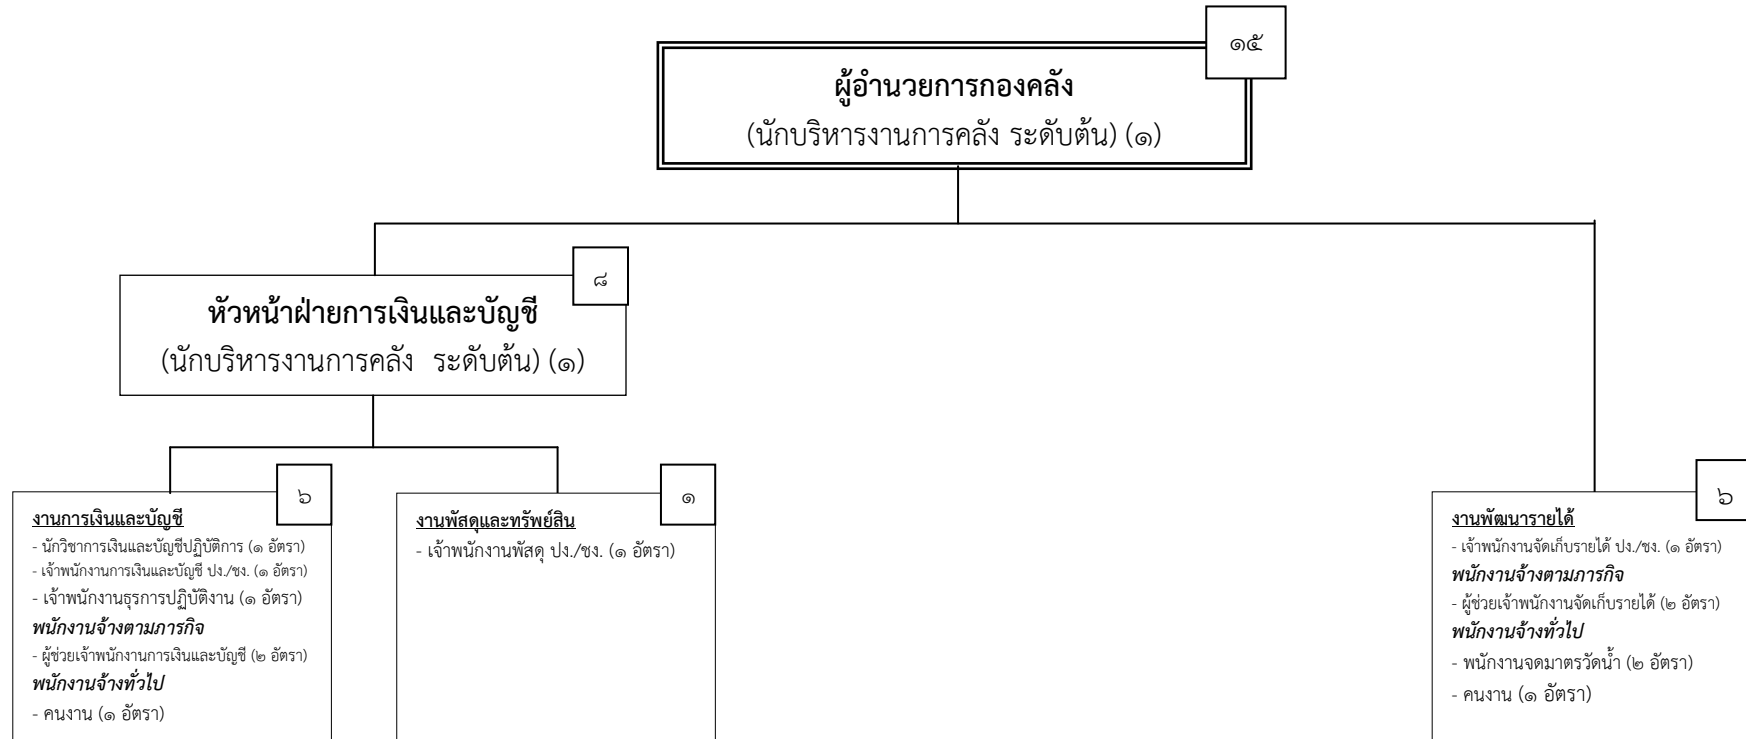 ๑๕
ผู้อำนวยการกองคลัง
(นักบริหารงานการคลัง ระดับต้น) (๑)
๘
หัวหน้าฝ่ายการเงินและบัญชี
(นักบริหารงานการคลัง ระดับต้น) (๑)
๖
งานการเงินและบัญชี
- นักวิชาการเงินและบัญชีปฏิบัติการ (๑ อัตรา)
- เจ้าพนักงานการเงินและบัญชี ปง./ชง. (๑ อัตรา)
- เจ้าพนักงานธุรการปฏิบัติงาน (๑ อัตรา)
พนักงานจ้างตามภารกิจ
- ผู้ช่วยเจ้าพนักงานการเงินและบัญชี (๒ อัตรา)
พนักงานจ้างทั่วไป
- คนงาน (๑ อัตรา)
๑
งานพัสดุและทรัพย์สิน
- เจ้าพนักงานพัสดุ ปง./ชง. (๑ อัตรา)
๖
งานพัฒนารายได้
- เจ้าพนักงานจัดเก็บรายได้ ปง./ชง. (๑ อัตรา)
พนักงานจ้างตามภารกิจ
- ผู้ช่วยเจ้าพนักงานจัดเก็บรายได้ (๒ อัตรา)
พนักงานจ้างทั่วไป
- พนักงานจดมาตรวัดน้ำ (๒ อัตรา)
- คนงาน (๑ อัตรา)